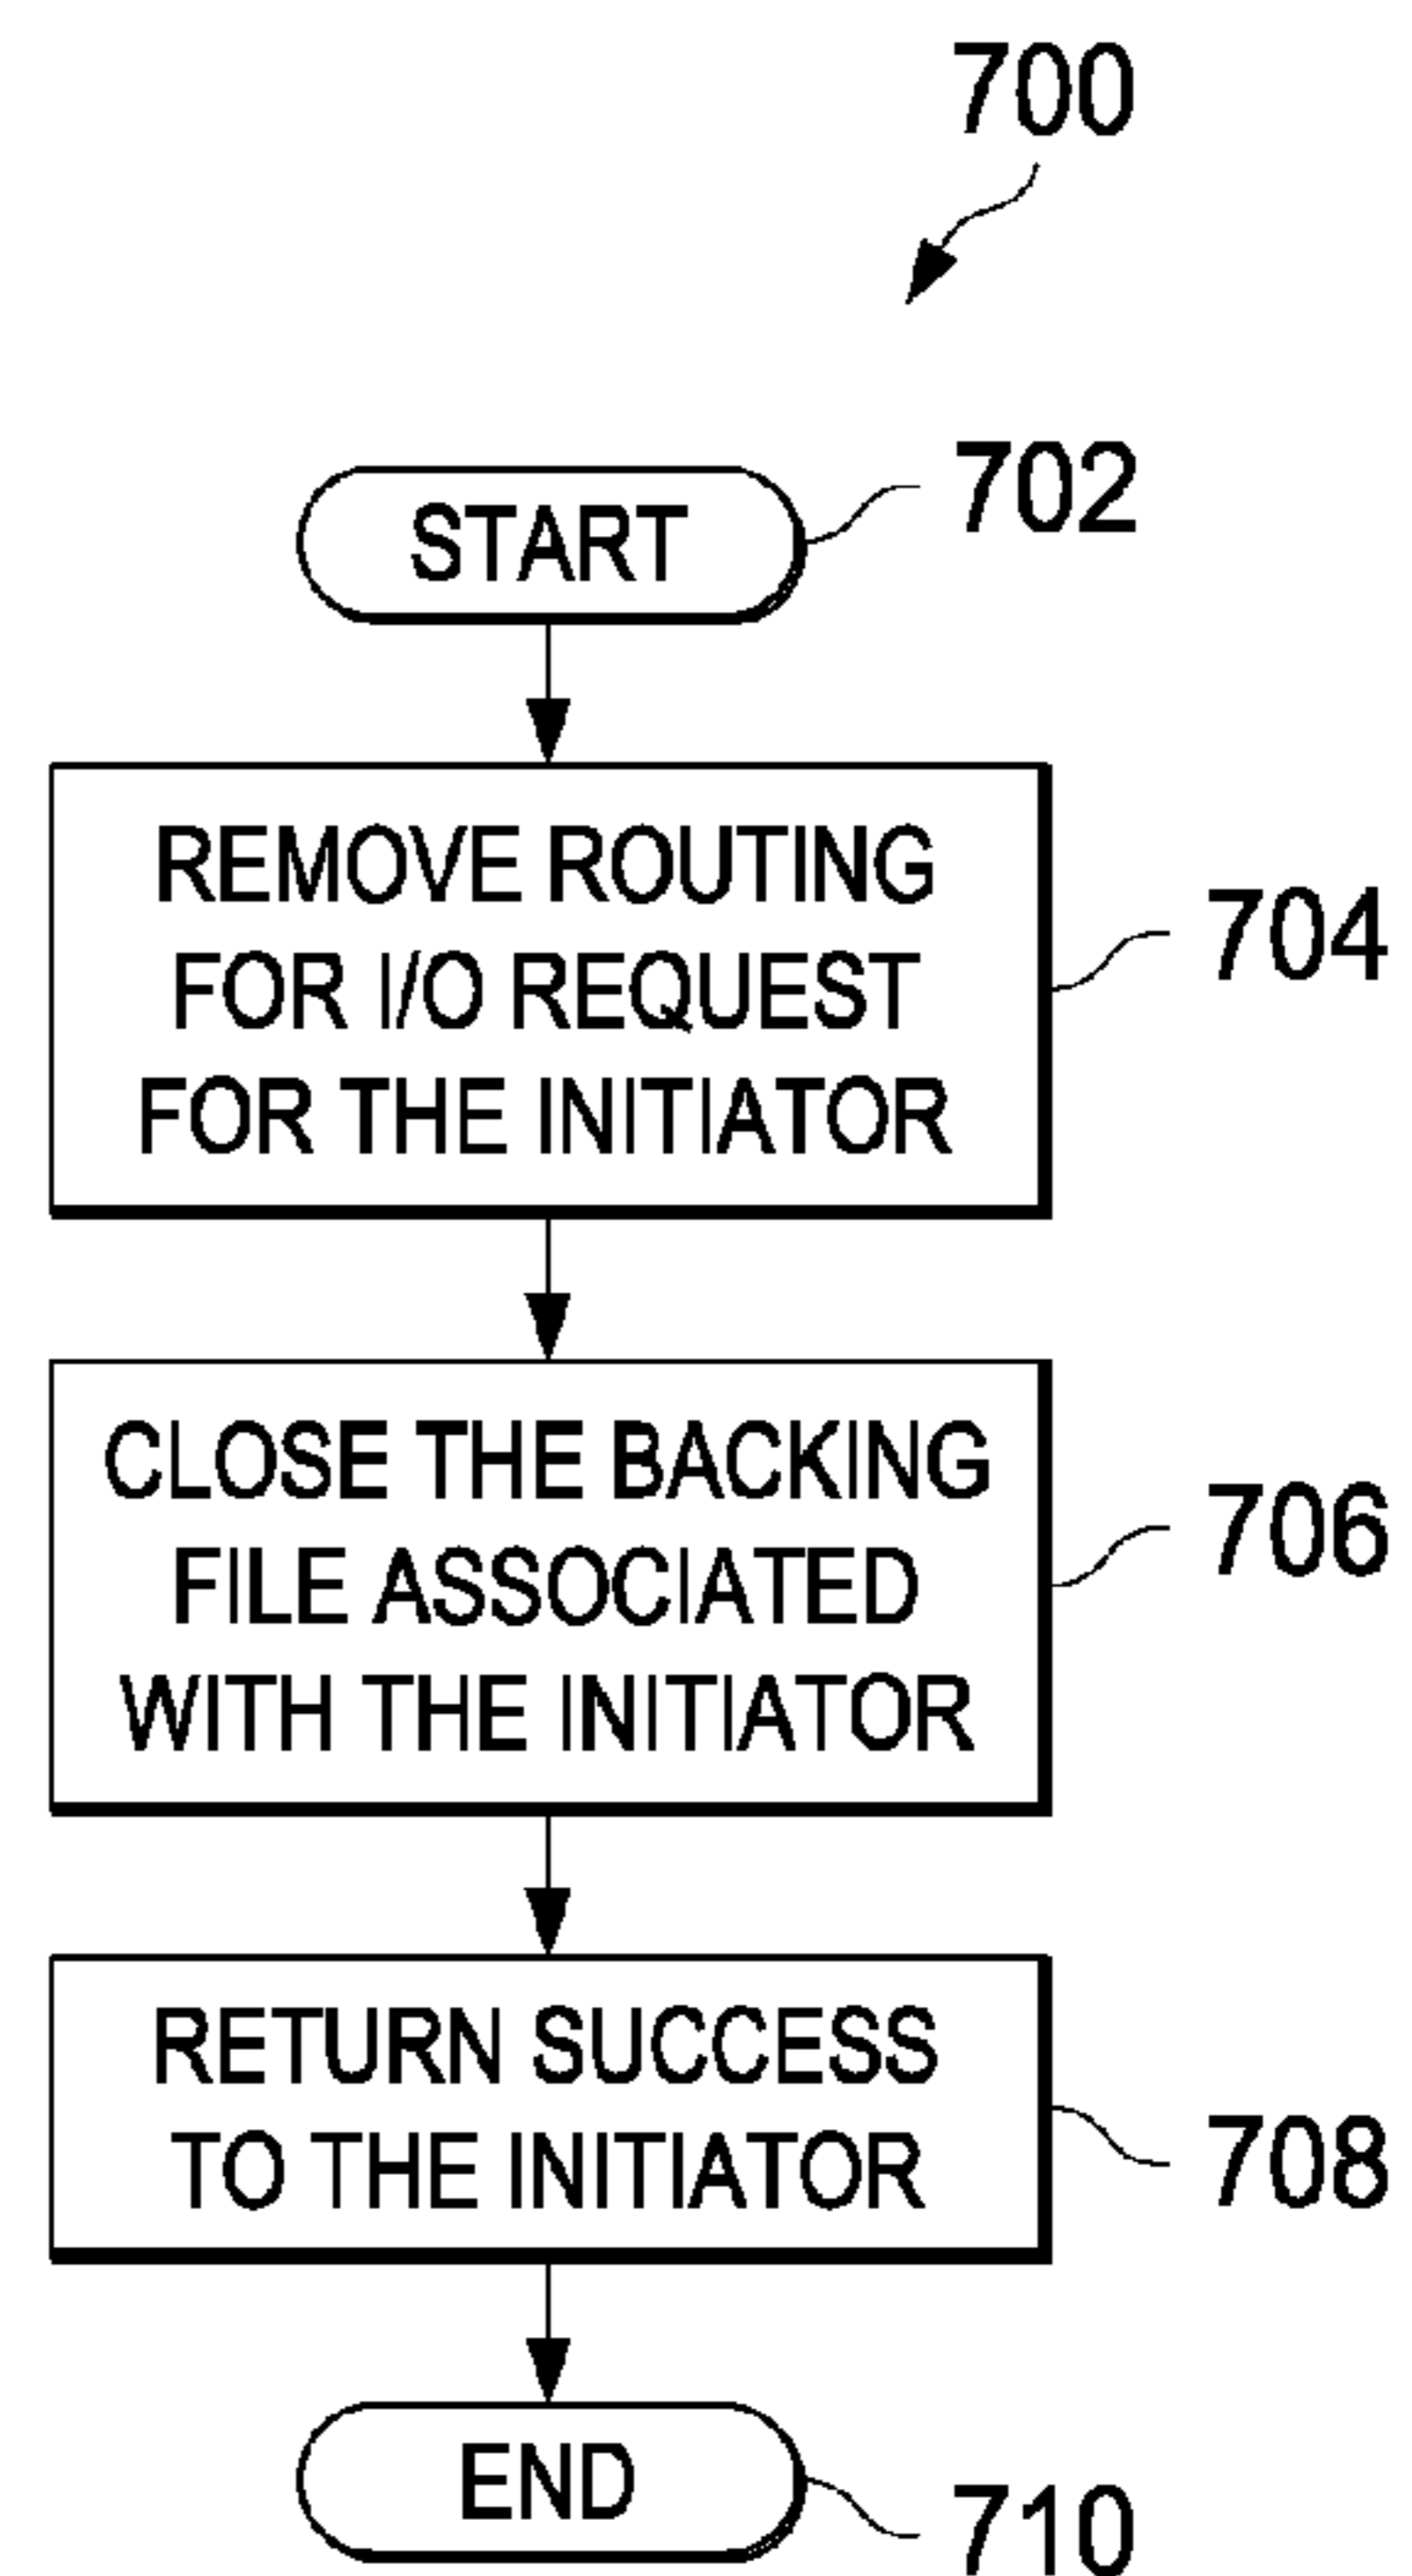 700
START
702
REMOVE ROUTING
FOR I/O REQUEST
FOR THE INITIATOR
704
CLOSE THE BACKING
FILE ASSOCIATED
WITH THE INITIATOR
706
RETURN SUCCESS
TO THE INITIATOR
708
END
710